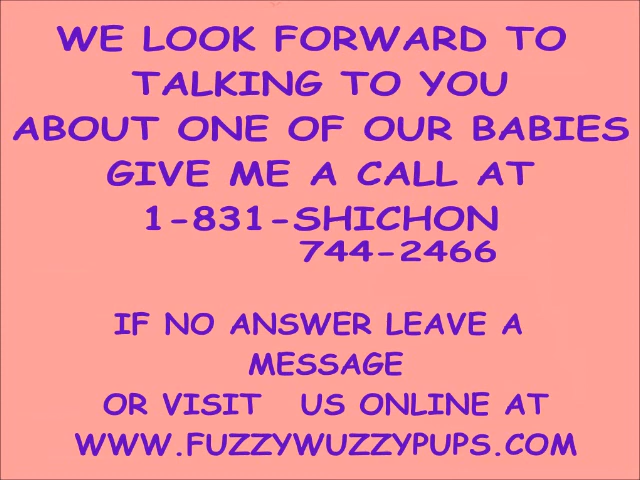 WE LOOK FORWARD TO
TALKING TO YOU
ABOUT ONE OF OUR BABIES
GIVE ME A CALL AT
1-831-SHICHON
744-2466
IF NO ANSWER LEAVE A
MESSAGE
OR VISIT US ONLINE AT
WWW.FUZZYWUZZYPUPS.COM